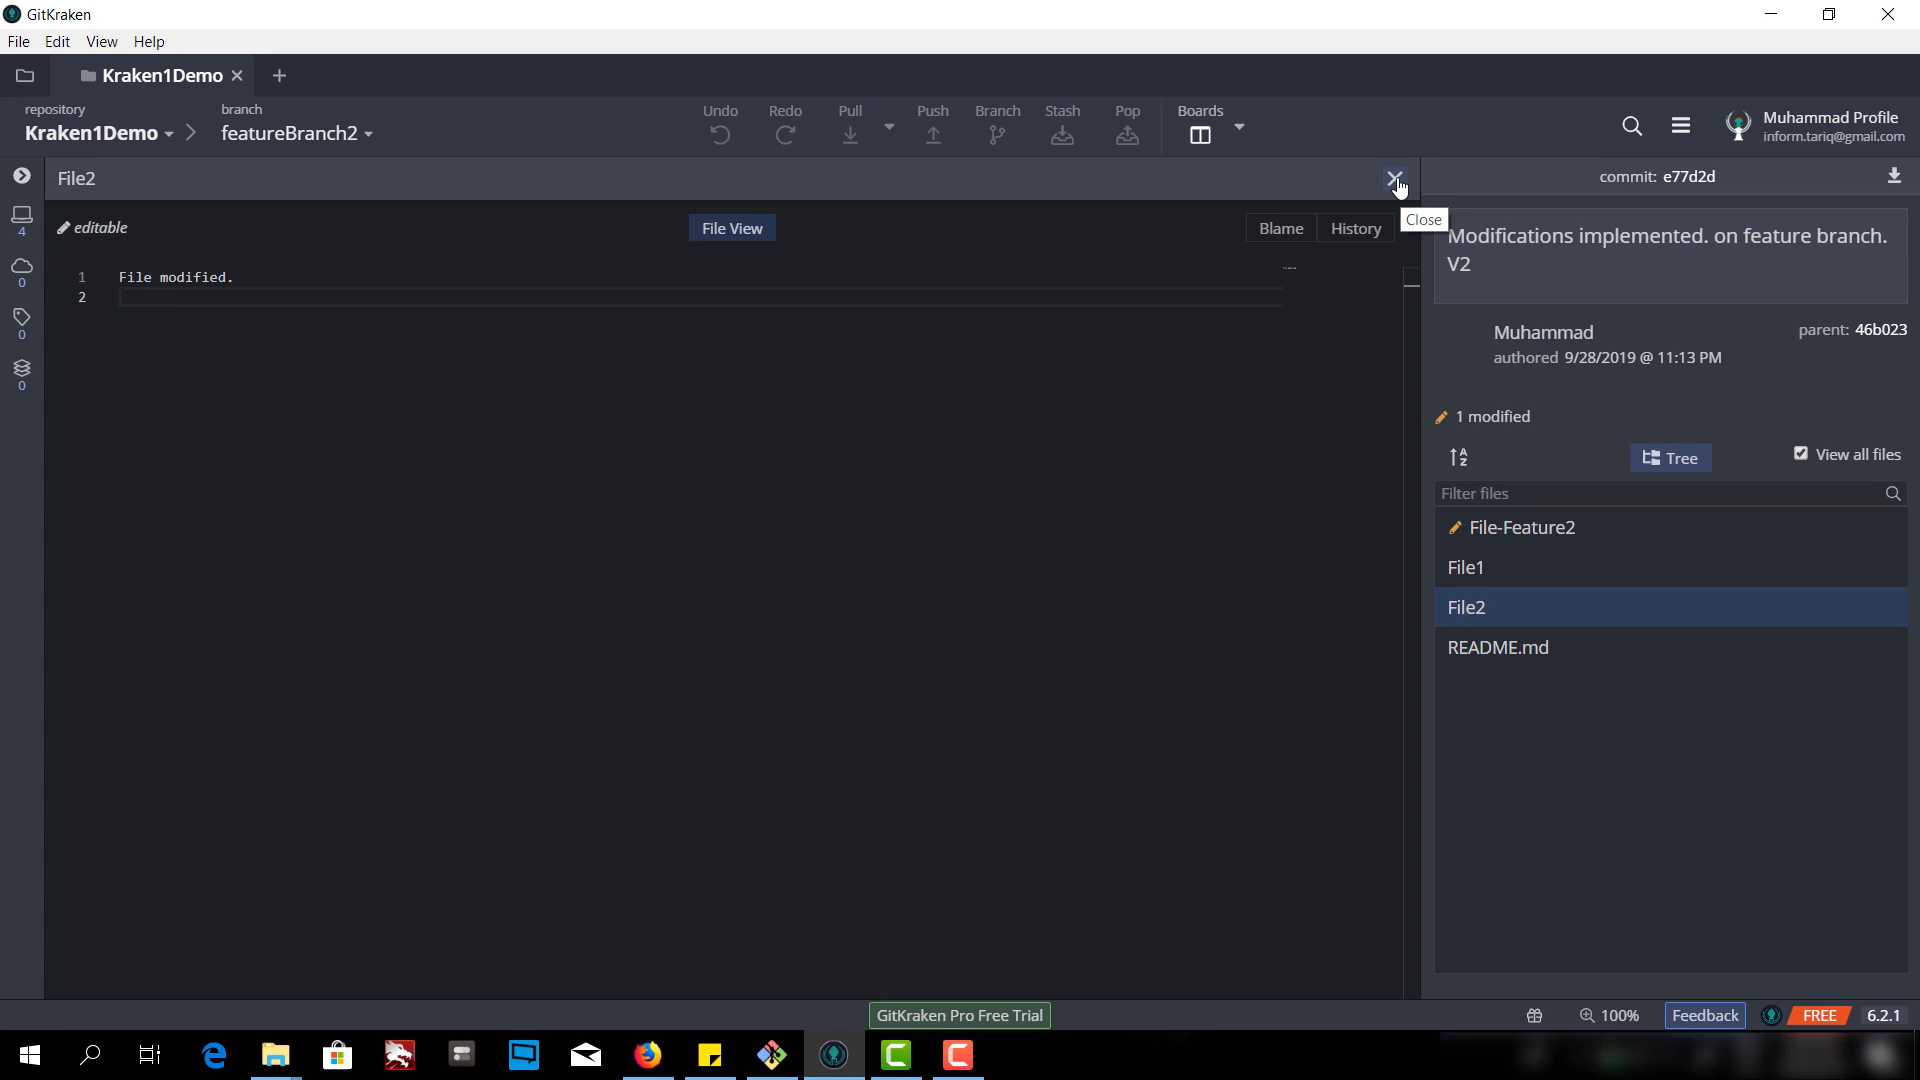 GitKraken
File Edit View Help
Kraken1Demo
repository branch
Kraken1Demo featureBranch2
Undo Redo Pull Push Branch Stash Pop Boards
Muhammad Profile
inform.tariq@gmail.com
File2
commit: e77d2d
editable
File View
Blame History
Close
Modifications implemented. on feature branch.
V2
1 File modified.
2
4
0
0
0
Muhammad
authored 9/28/2019 @ 11:13 PM
parent: 46b023
1 modified
Tree
View all files
Filter files
File-Feature2
File1
File2
README.md
GitKraken Pro Free Trial
100%
Feedback
FREE
6.2.1